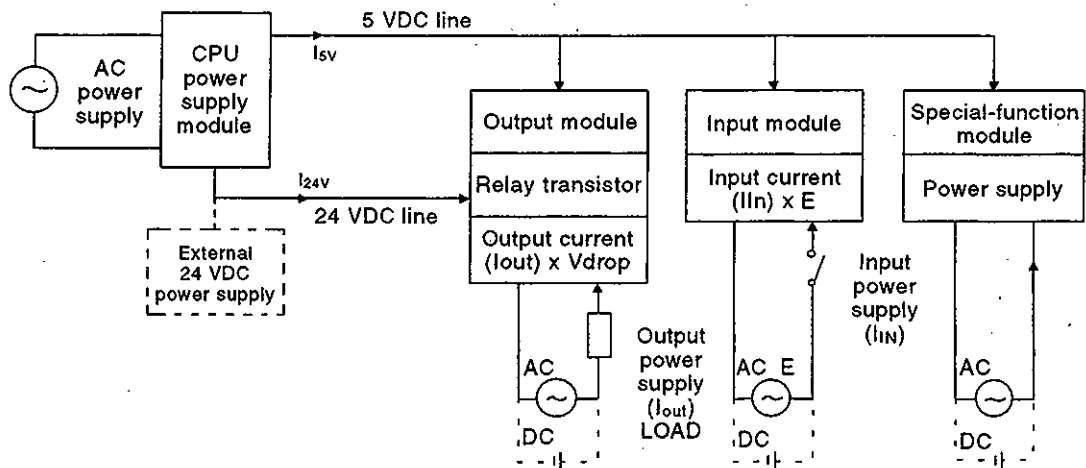 5 VDC line
I5V
CPU
power
supply
module
AC
power
supply
Output module
Input module
Special-function
module
I24V
24 VDC line
Relay transistor
Input current
(IIn) x E
Power supply
Output current
(Iout) x Vdrop
External
24 VDC
power supply
Input
power
supply
(IIN)
Output
power
supply
(Iout)
LOAD
AC
DC
AC E
DC
AC
DC